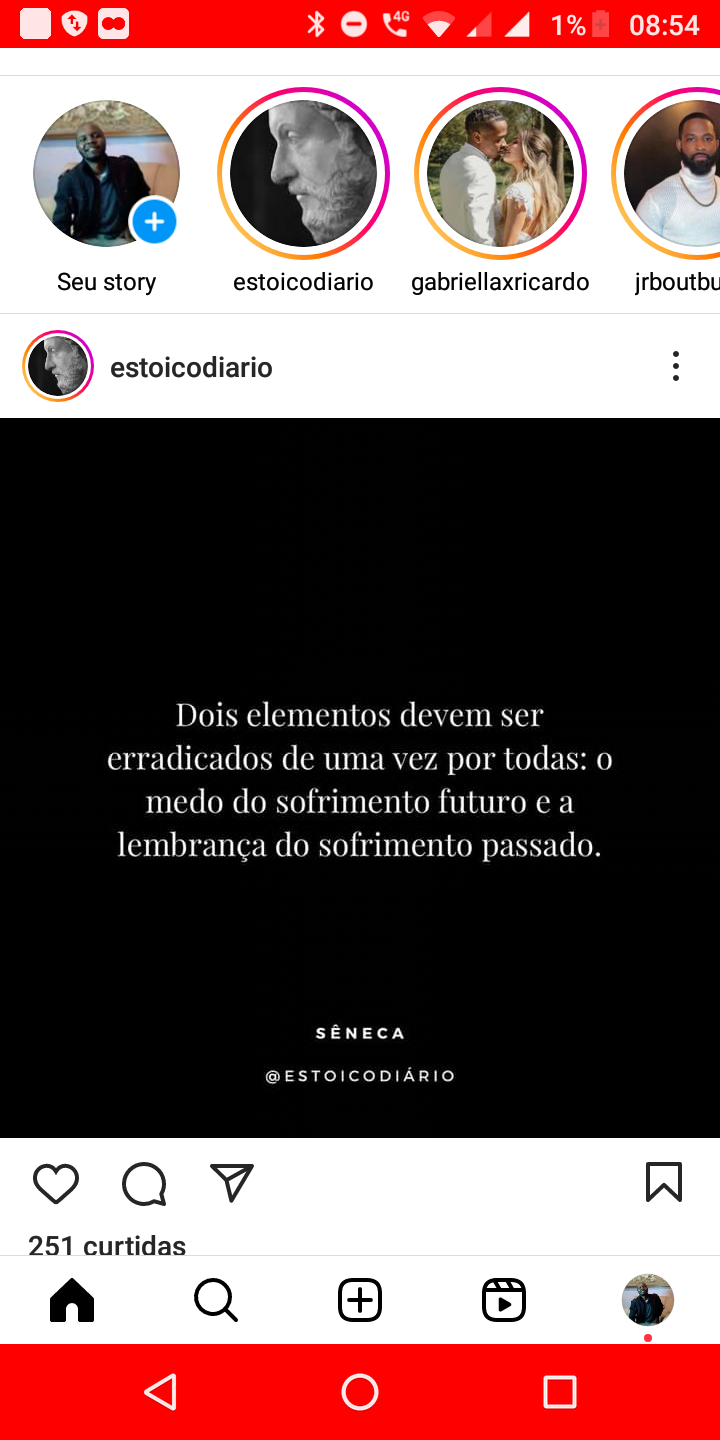 4G
1%
08:54
Seu story
estoicodiario
gabriellaxricardo
jrboutbu
estoicodiario
Dois elementos devem ser
erradicados de uma vez por todas: o
medo do sofrimento futuro e a
lembrança do sofrimento passado.
SÊNECA
@ESTOICODIÁRIO
251 curtidas